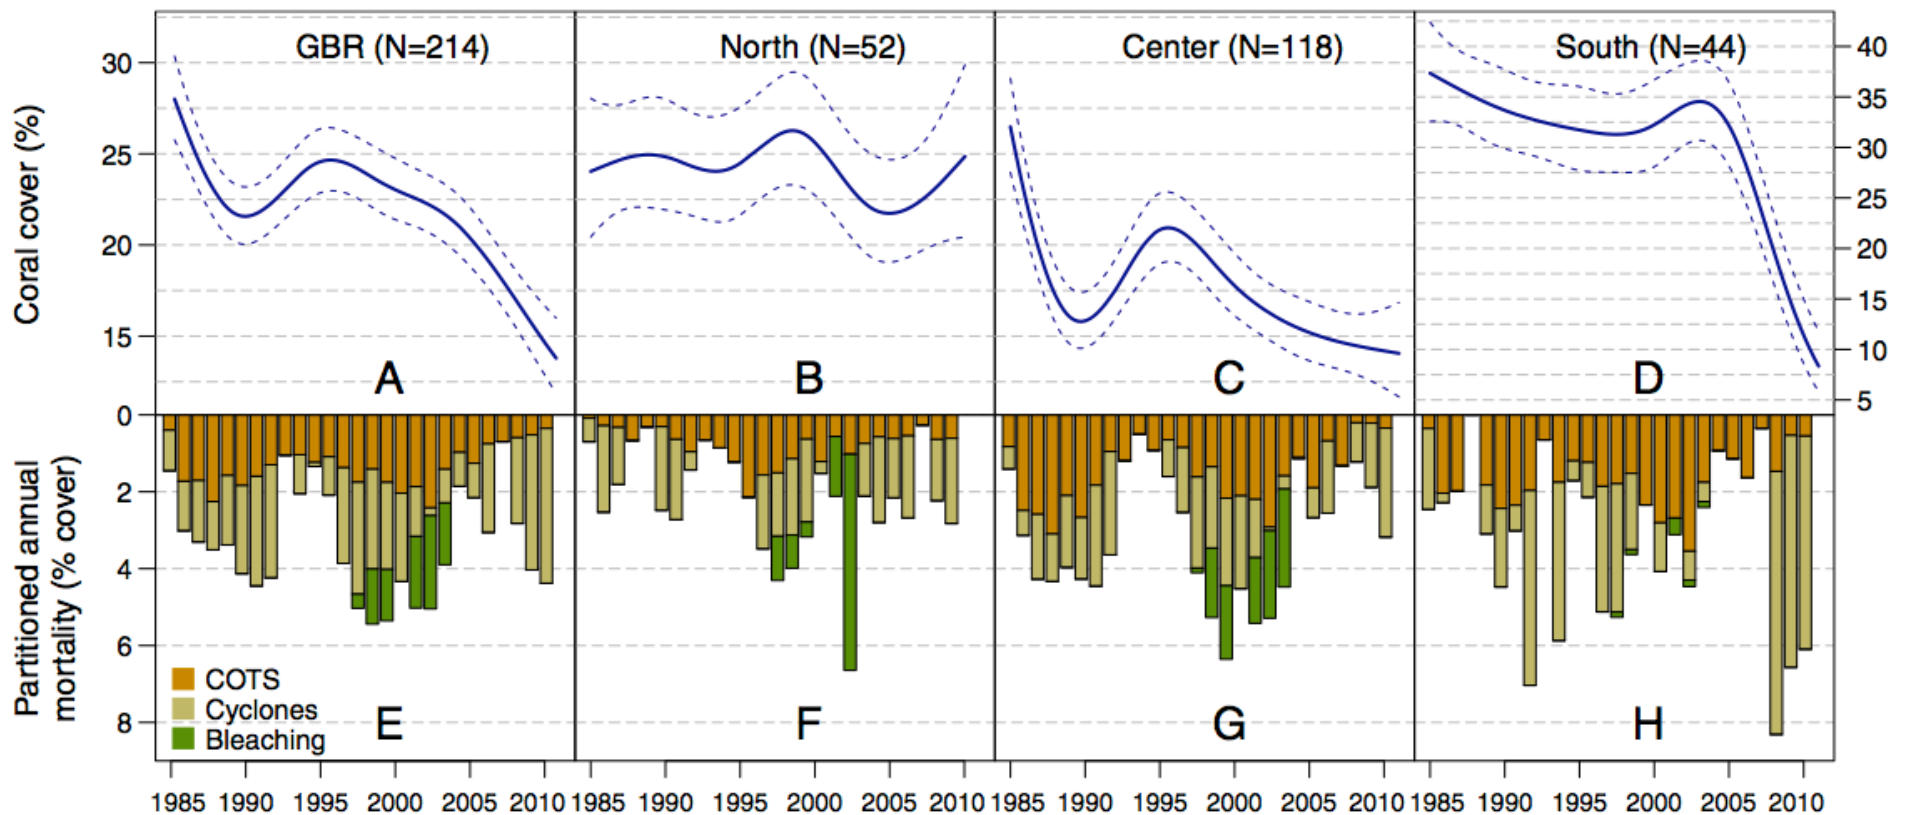 GBR (N=214)
North (N=52)
Center (N=118)
South (N=44)
Coral cover (%)
30
25
20
15
40
35
30
25
20
15
10
5
A
B
C
D
Partitioned annual
mortality (% cover)
0
2
4
6
8
COTS
Cyclones
Bleaching
E
F
G
H
1985 1990 1995 2000 2005 2010
1985 1990 1995 2000 2005 2010
1985 1990 1995 2000 2005 2010
1985 1990 1995 2000 2005 2010